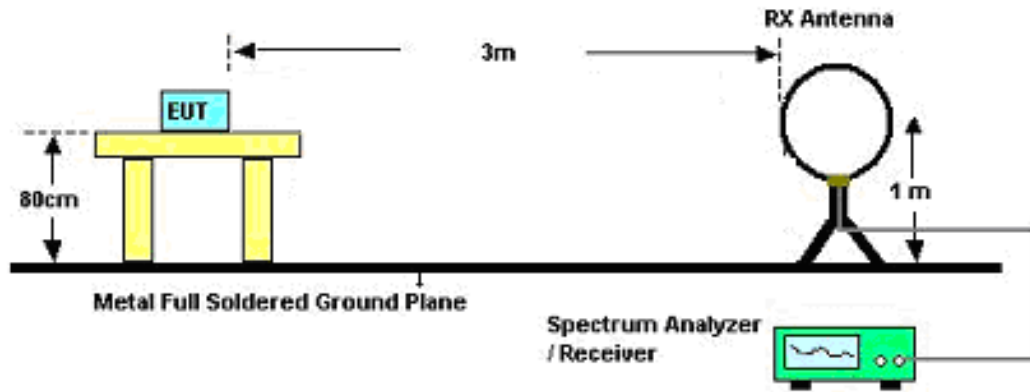 RX Antenna
3m
EUT
80cm
1 m
Metal Full Soldered Ground Plane
Spectrum Analyzer
/ Receiver